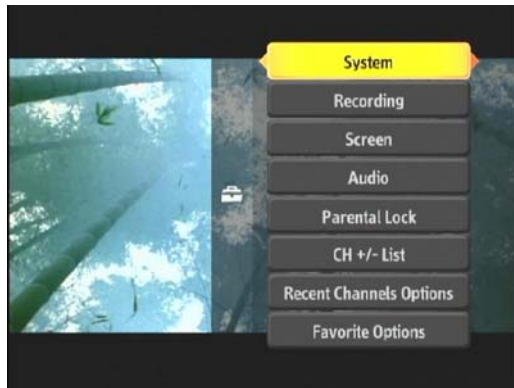 System
Recording
Screen
Audio
Parental Lock
CH +/- List
Recent Channels Options
Favorite Options